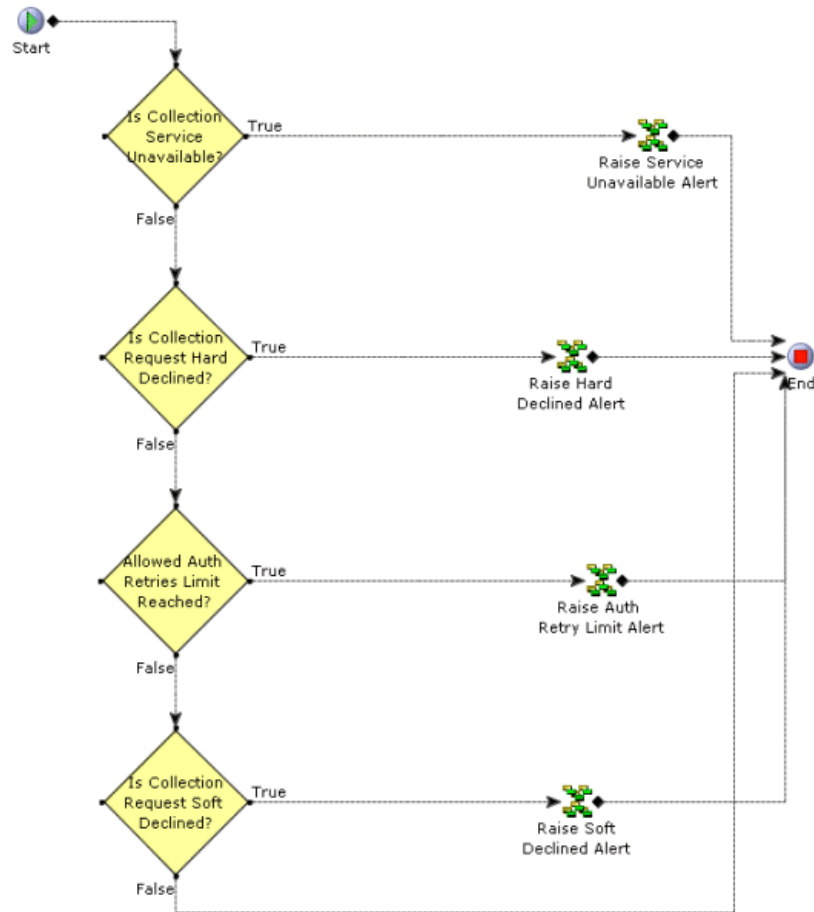 Start
Is Collection
Service
Unavailable?
True
Raise Service
Unavailable Alert
False
Is Collection
Request Hard
Declined?
True
Raise Hard
Declined Alert
End
False
Allowed Auth
Retries Limit
Reached?
True
Raise Auth
Retry Limit Alert
False
Is Collection
Request Soft
Declined?
True
Raise Soft
Declined Alert
False